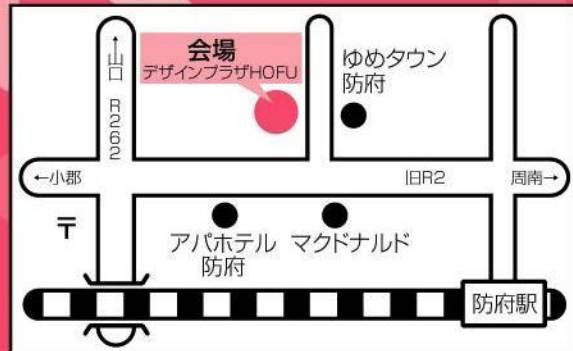 会場
デザインプラザHOFU
ゆめタウン
防府
↑山口 R262
←小郡
旧R2
周南→
〒
アパホテル
防府
マクドナルド
防府駅